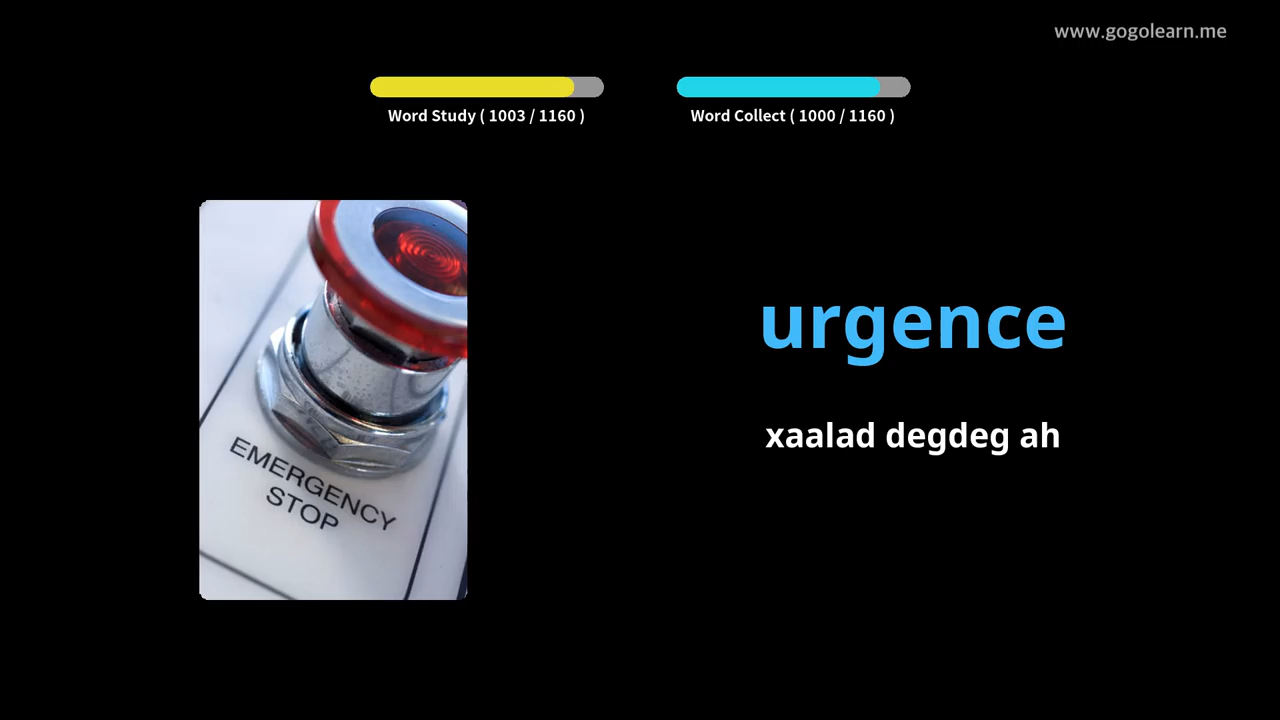 www.gogolearn.me
Word Study ( 1003 / 1160 )
Word Collect ( 1000 / 1160 )
urgence
xaalad degdeg ah
EMERGENCY
STOP